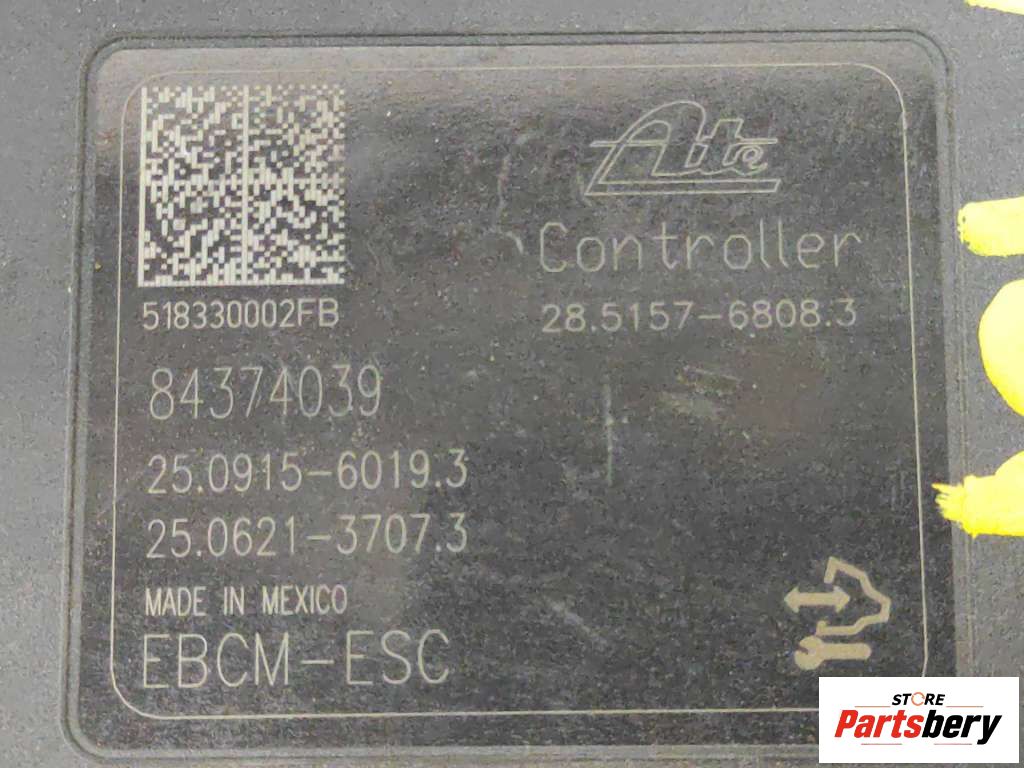 Ate
Controller
28.5157-6808.3
518330002FB
84374039
25.0915-6019.3
25.0621-3707.3
MADE IN MEXICO
EBCM-ESC
STORE
Partsbery